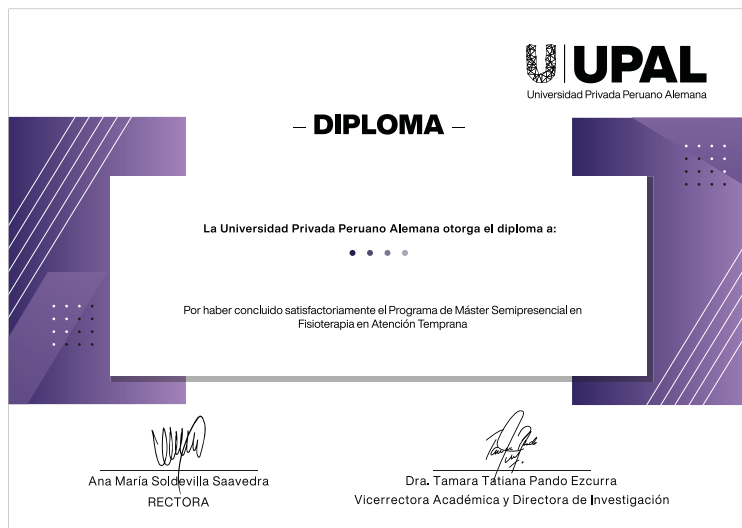 UPAL
Universidad Privada Peruano Alemana
– DIPLOMA –
La Universidad Privada Peruano Alemana otorga el diploma a:
Por haber concluido satisfactoriamente el Programa de Máster Semipresencial en
Fisioterapia en Atención Temprana
Ana María Soldevilla Saavedra
RECTORA
Dra. Tamara Tatiana Pando Ezcurra
Vicerrectora Académica y Directora de Investigación